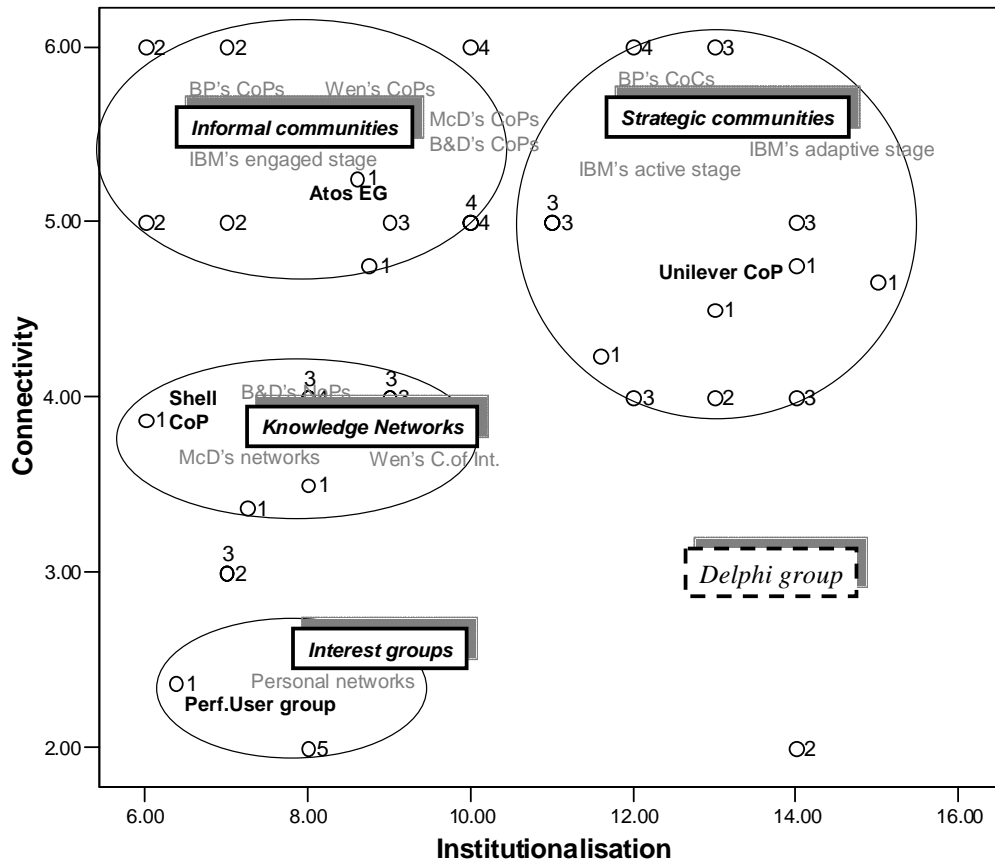 6.00
2
2
4
4
3
BP's CoPs
Wen's CoPs
BP's CoCs
Informal communities
McD's CoPs
Strategic communities
B&D's CoPs
IBM's engaged stage
IBM's adaptive stage
IBM's active stage
1
Atos EG
4
3
5.00
2
2
3
4
3
3
1
Unilever CoP
1
1
1
1
Connectivity
3
3
4.00
B&D's NoPs
3
3
2
3
Shell
CoP
1
Knowledge Networks
McD's networks
Wen's C.of Int.
1
1
3
3.00
2
Delphi group
Interest groups
1
Personal networks
Perf.User group
2.00
5
2
6.00
8.00
10.00
12.00
14.00
16.00
Institutionalisation